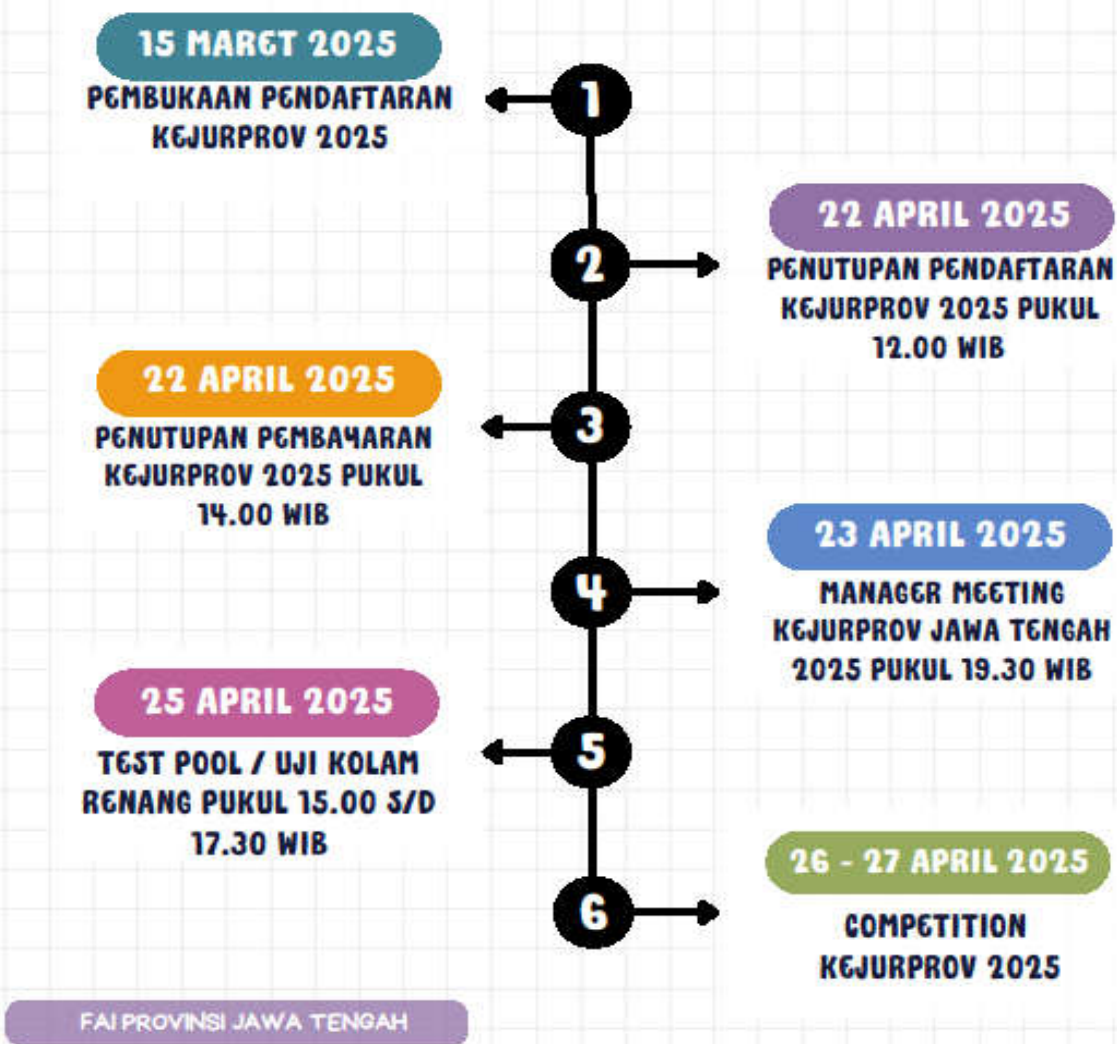 15 MARET 2025
PEMBUKAAN PENDAFTARAN
KEJURPROV 2025
1
22 APRIL 2025
2
PENUTUPAN PENDAFTARAN
KEJURPROV 2025 PUKUL
12.00 WIB
22 APRIL 2025
3
PENUTUPAN PEMBAYARAN
KEJURPROV 2025 PUKUL
14.00 WIB
23 APRIL 2025
4
MANAGER MEETING
KEJURPROV JAWA TENGAH
2025 PUKUL 19.30 WIB
25 APRIL 2025
5
TEST POOL / UJI KOLAM
RENANG PUKUL 15.00 S/D
17.30 WIB
26 - 27 APRIL 2025
6
COMPETITION
KEJURPROV 2025
FAI PROVINSI JAWA TENGAH